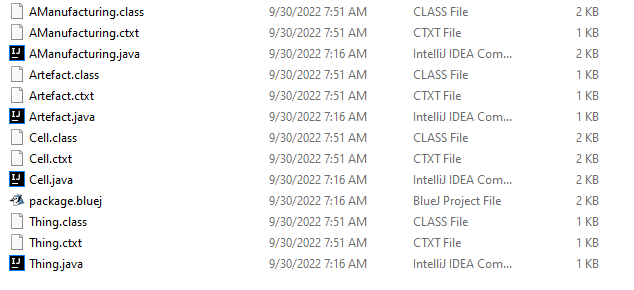 AManufacturing.class 9/30/2022 7:51 AM CLASS File 2 KB
AManufacturing.ctxt 9/30/2022 7:51 AM CTXT File 1 KB
AManufacturing.java 9/30/2022 7:16 AM IntelliJ IDEA Com... 2 KB
Artefact.class 9/30/2022 7:51 AM CLASS File 1 KB
Artefact.ctxt 9/30/2022 7:51 AM CTXT File 1 KB
Artefact.java 9/30/2022 7:16 AM IntelliJ IDEA Com... 1 KB
Cell.class 9/30/2022 7:51 AM CLASS File 2 KB
Cell.ctxt 9/30/2022 7:51 AM CTXT File 1 KB
Cell.java 9/30/2022 7:16 AM IntelliJ IDEA Com... 2 KB
package.bluej 9/30/2022 7:16 AM BlueJ Project File 2 KB
Thing.class 9/30/2022 7:51 AM CLASS File 1 KB
Thing.ctxt 9/30/2022 7:51 AM CTXT File 1 KB
Thing.java 9/30/2022 7:16 AM IntelliJ IDEA Com... 1 KB